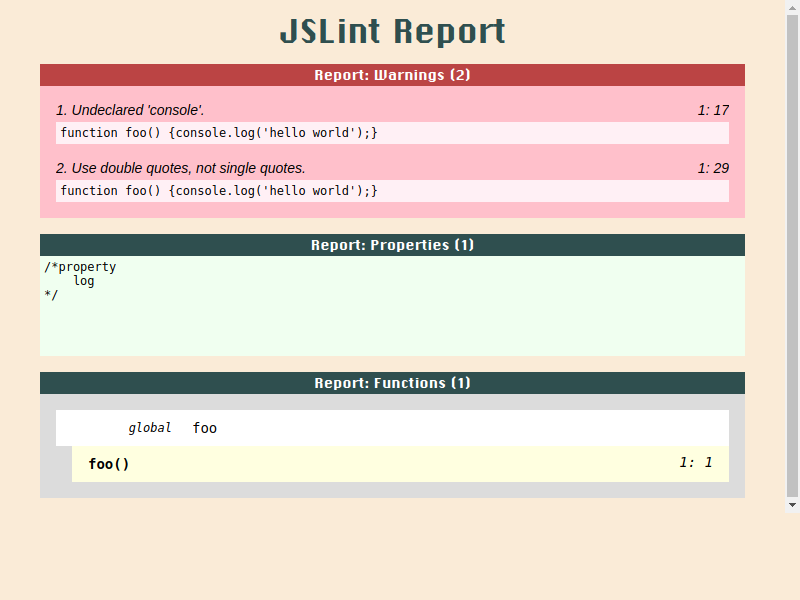 JSLint Report
Report: Warnings (2)
1. Undeclared 'console'. 1: 17
function foo() {console.log('hello world');}
2. Use double quotes, not single quotes. 1: 29
function foo() {console.log('hello world');}
Report: Properties (1)
/*property
log
*/
Report: Functions (1)
global foo
foo() 1: 1